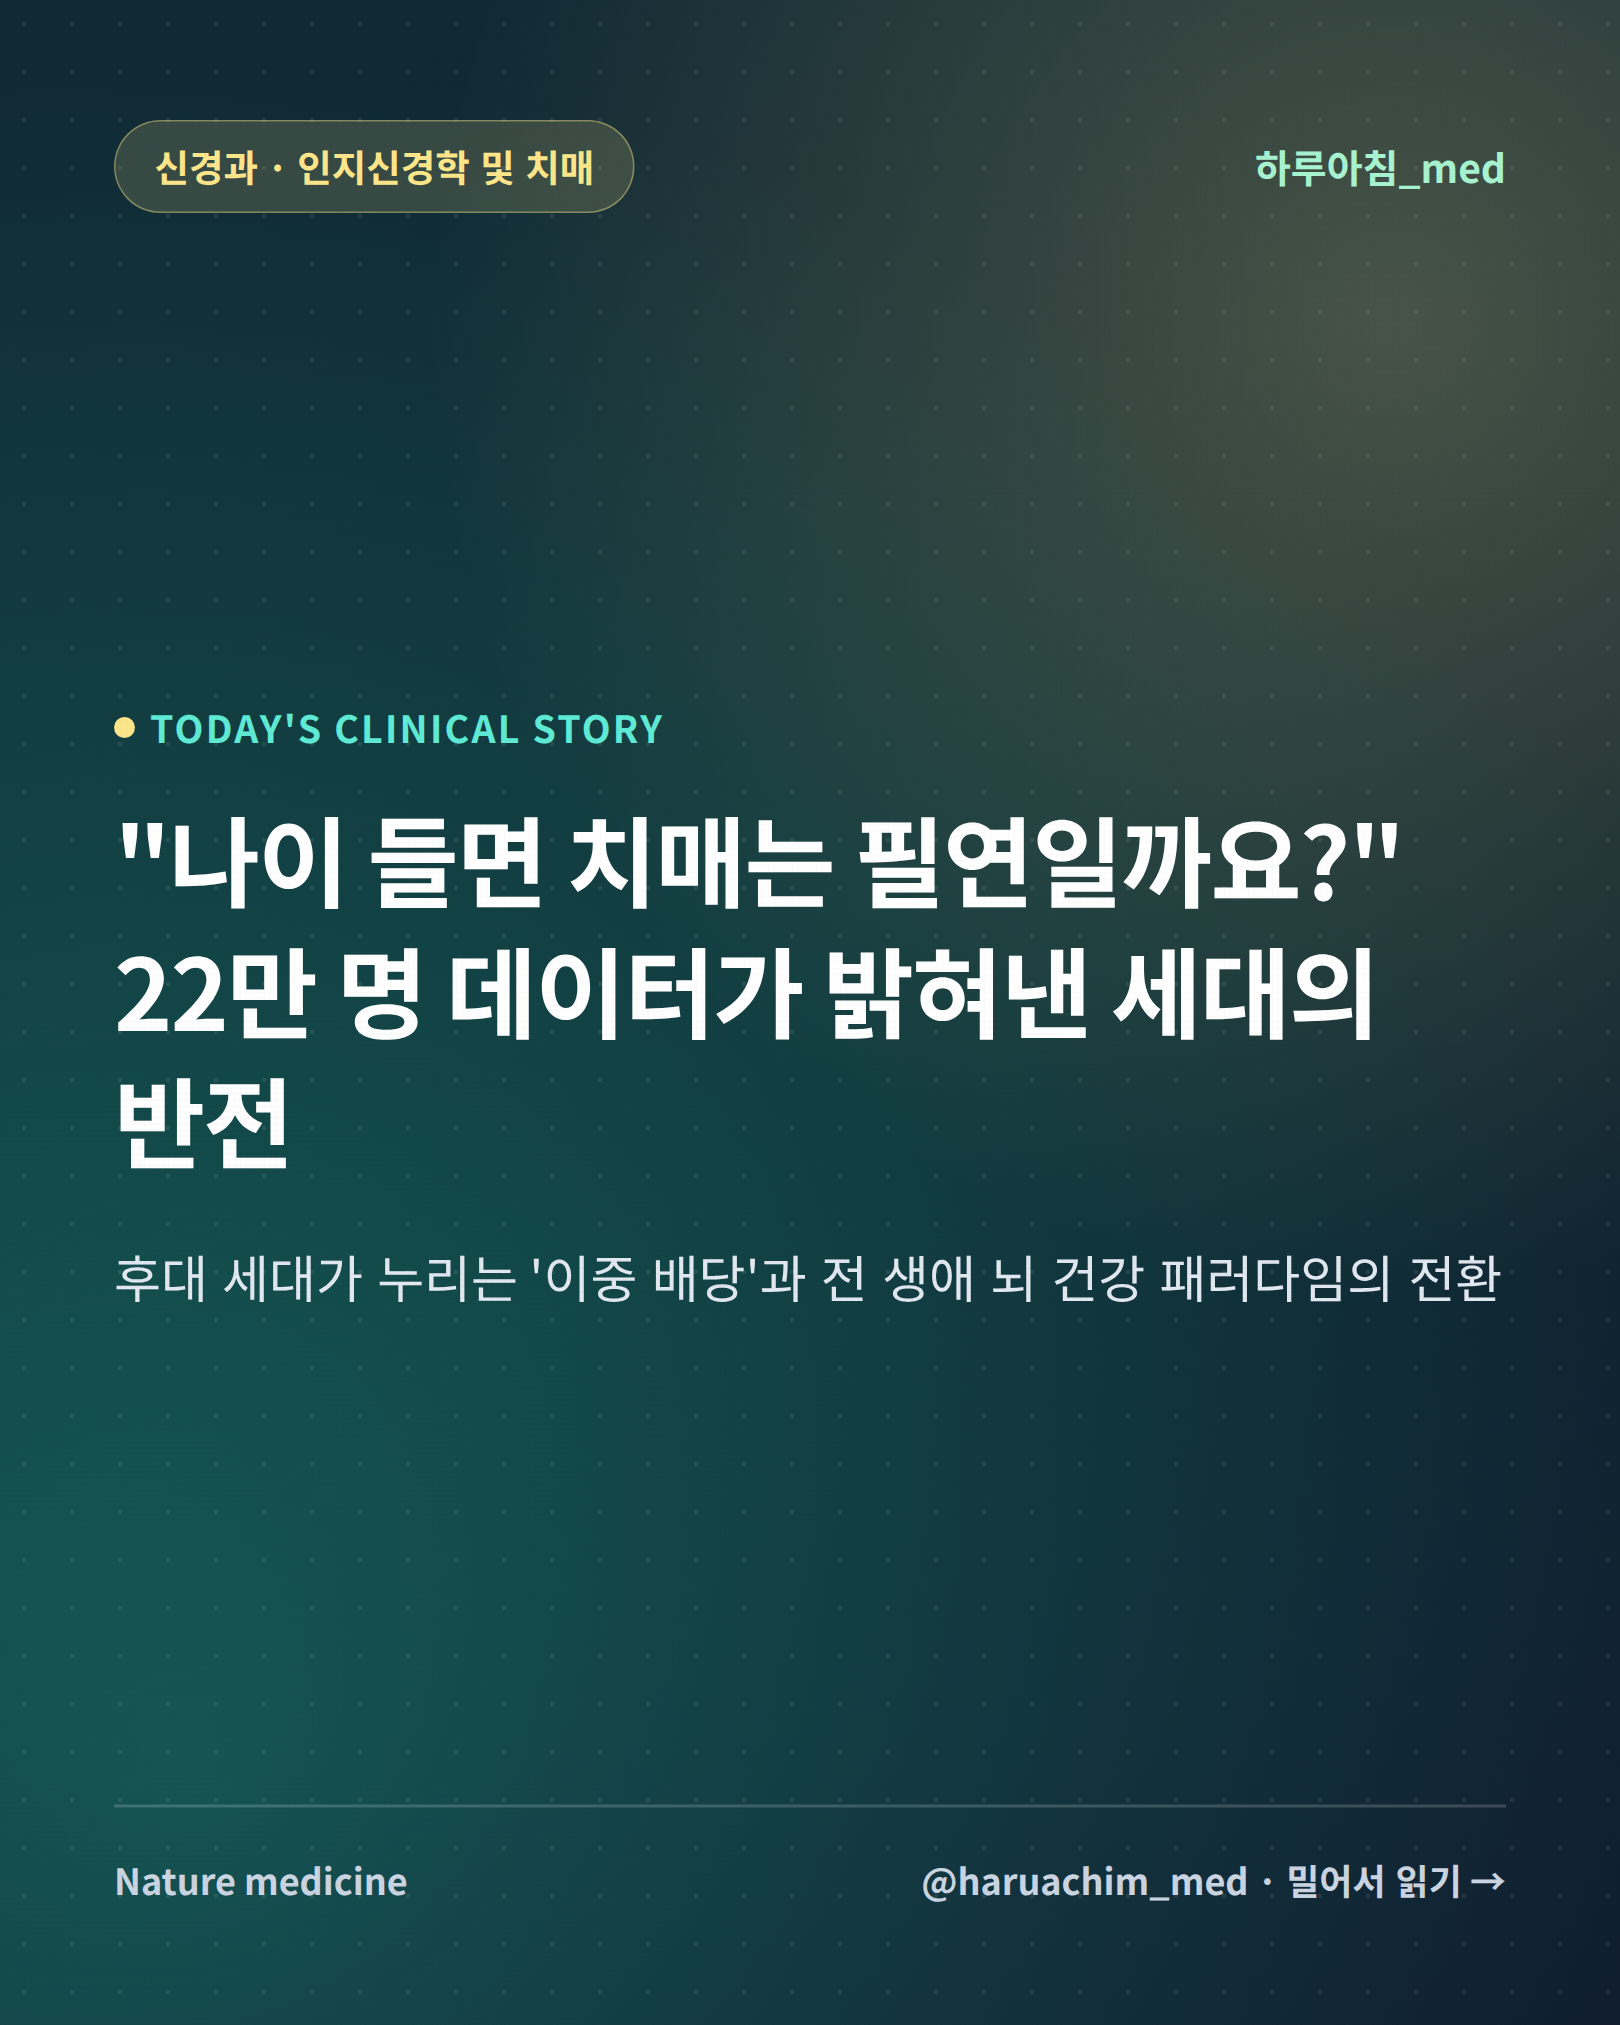 신경과 · 인지신경학 및 치매
하루아침_med
TODAY'S CLINICAL STORY
"나이 들면 치매는 필연일까요?"
22만 명 데이터가 밝혀낸 세대의
반전
후대 세대가 누리는 '이중 배당'과 전 생애 뇌 건강 패러다임의 전환
Nature medicine
@haruachim_med · 밀어서 읽기 →